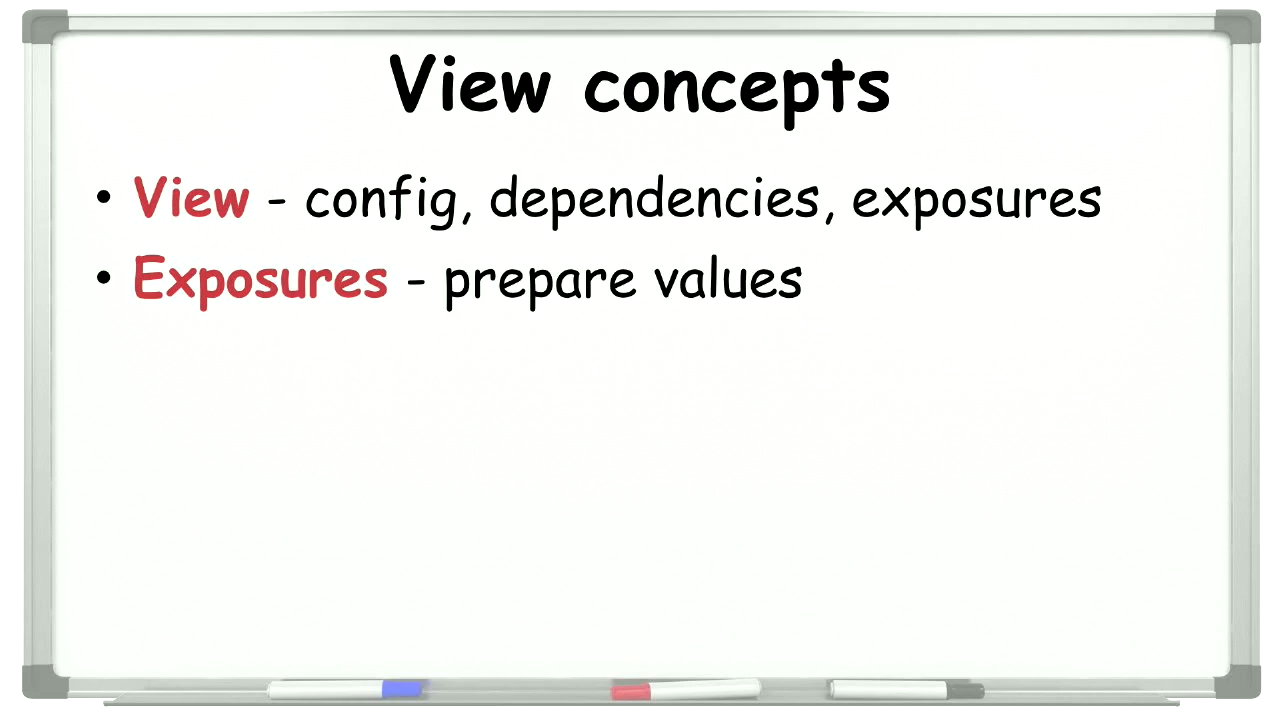 View concepts
• View - config, dependencies, exposures
• Exposures - prepare values